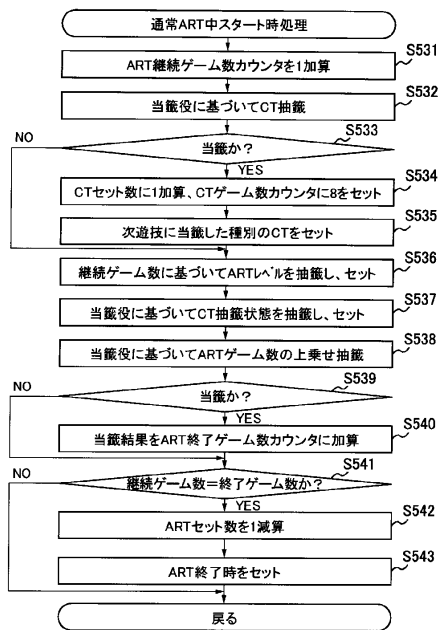 通常ART中スタート時処理
S531
ART継続ゲーム数カウンタを1加算
S532
当籤役に基づいてCT抽籤
S533
当籤か?
NO
YES
S534
CTセット数に1加算、CTゲーム数カウンタに8をセット
S535
次遊技に当籤した種別のCTをセット
S536
継続ゲーム数に基づいてARTレベルを抽籤し、セット
S537
当籤役に基づいてCT抽籤状態を抽籤し、セット
S538
当籤役に基づいてARTゲーム数の上乗せ抽籤
S539
当籤か?
NO
YES
S540
当籤結果をART終了ゲーム数カウンタに加算
S541
継続ゲーム数=終了ゲーム数か?
NO
YES
S542
ARTセット数を1減算
S543
ART終了時をセット
戻る